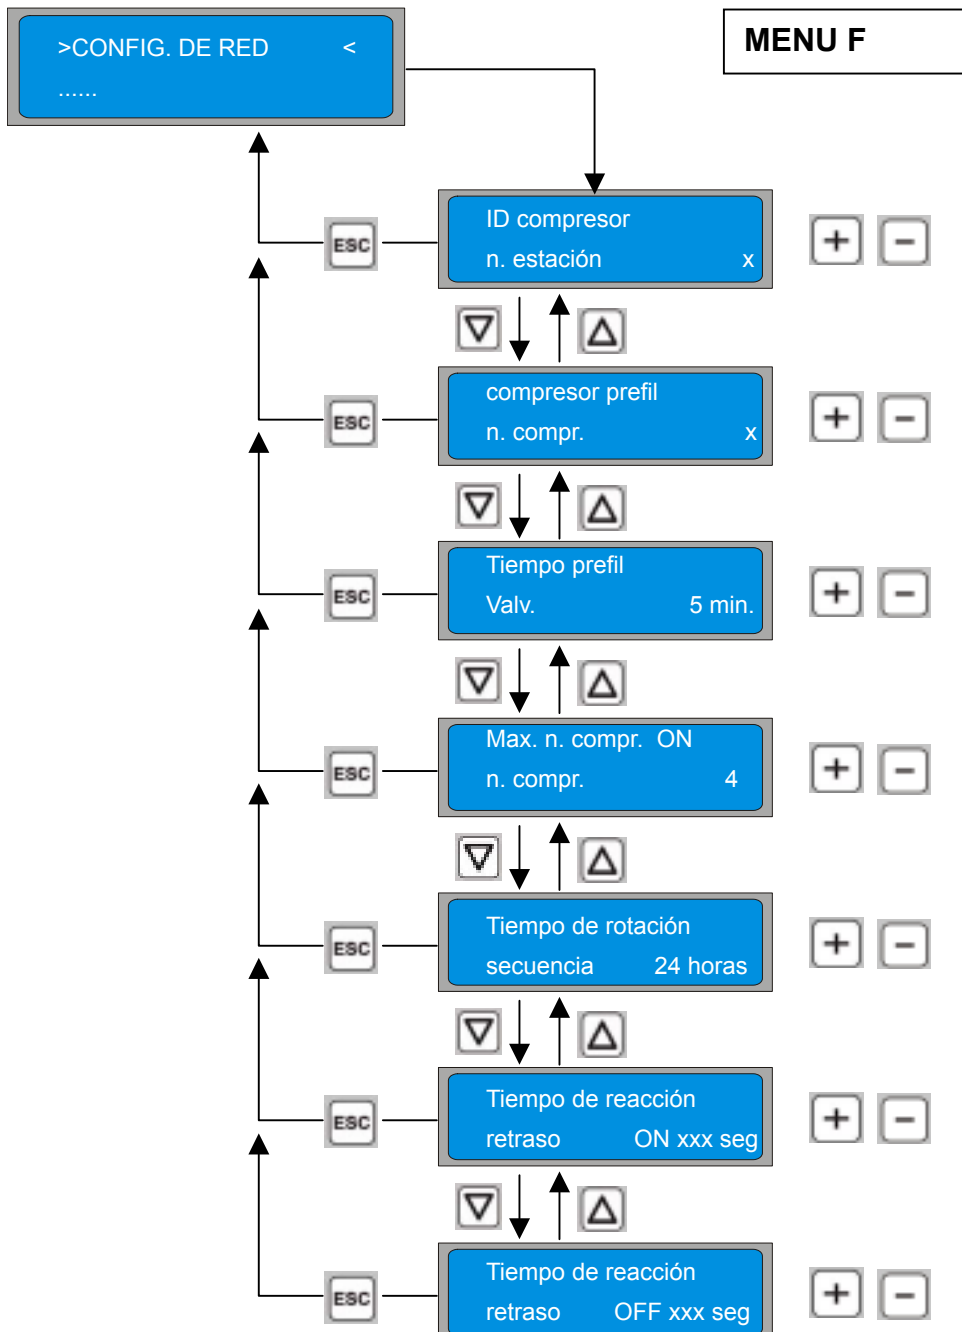 >CONFIG. DE RED <
......
MENU F
ID compresor
n. estación x
ESC
+ -
compresor prefil
n. compr. x
ESC
+ -
Tiempo prefil
Valv. 5 min.
ESC
+ -
Max. n. compr. ON
n. compr. 4
ESC
+ -
Tiempo de rotación
secuencia 24 horas
ESC
+ -
Tiempo de reacción
retraso ON xxx seg
ESC
+ -
Tiempo de reacción
retraso OFF xxx seg
ESC
+ -